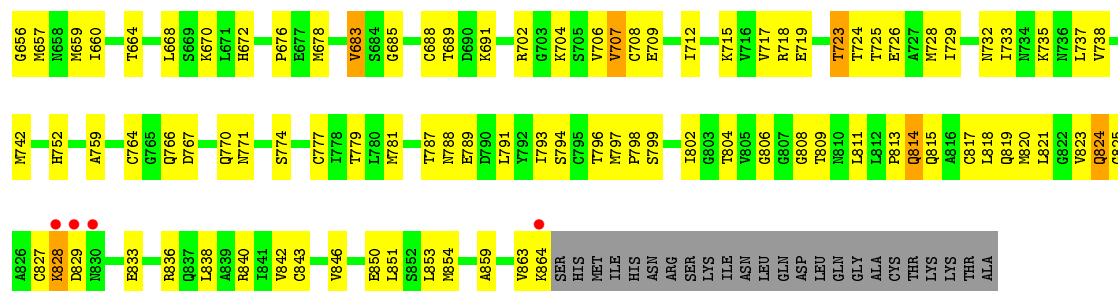 G656 M657 N658 M659 I660 T664 L668 S669 K670 L671 H672 P676 E677 M678 V683 S684 G685 C688 T689 D690 K691 R702 G703 K704 S705 V706 V707 C708 E709 I712 K715 V716 V717 R718 E719 T723 T724 T725 E726 A727 M728 I729 N732 I733 N734 K735 N736 L737 V738
M742 H752 A759 C764 G765 Q766 D767 Q770 N771 S774 C777 I778 T779 L780 M781 T787 N788 E789 D790 L791 Y792 I793 S794 C795 T796 M797 P798 S799 I802 G803 T804 V805 G806 G807 G808 T809 N810 L811 L812 P813 Q814 Q815 A816 C817 L818 Q819 M820 L821 G822 V823 Q824 G825
A826 C827 K828 D829 N830 E833 R836 Q837 L838 A839 R840 I841 V842 C843 V846 E850 L851 S852 L853 M854 A859 V863 K864 SER HIS MET ILE HIS ASN ARG SER LYS ILE ASN LEU GLN ASP LEU GLN GLY ALA CYS THR LYS LYS THR ALA